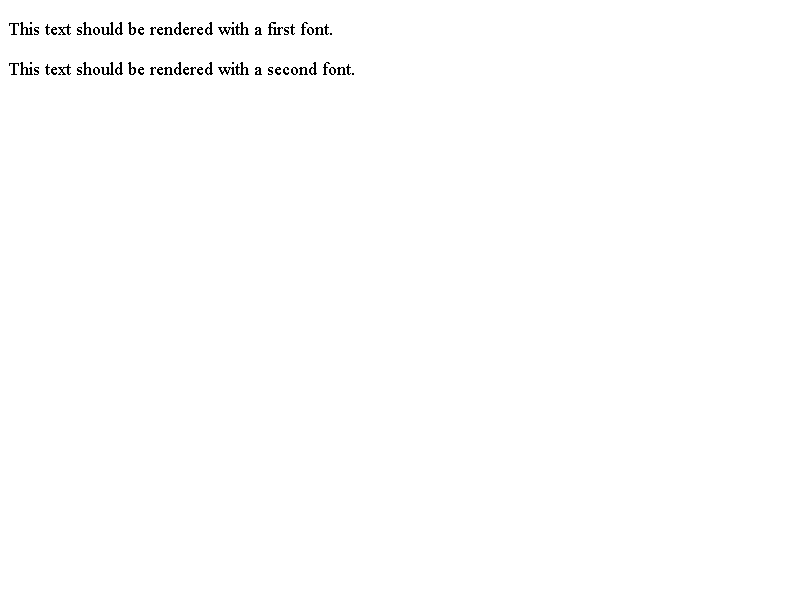 This text should be rendered with a first font.
This text should be rendered with a second font.